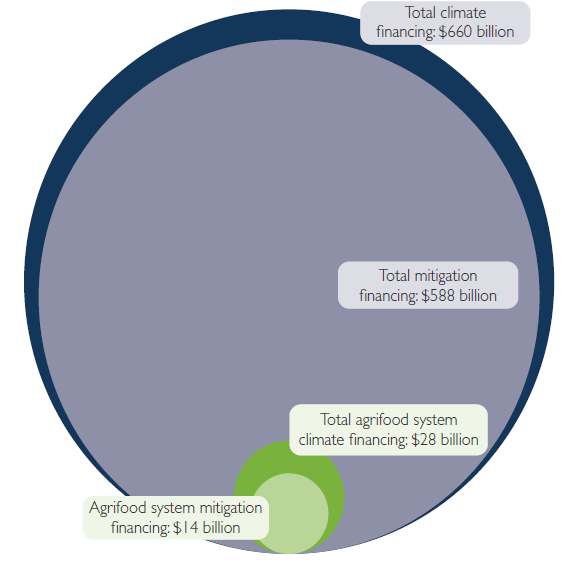 Total climate
financing: $660 billion
Total mitigation
financing: $588 billion
Total agrifood system
climate financing: $28 billion
Agrifood system mitigation
financing: $14 billion